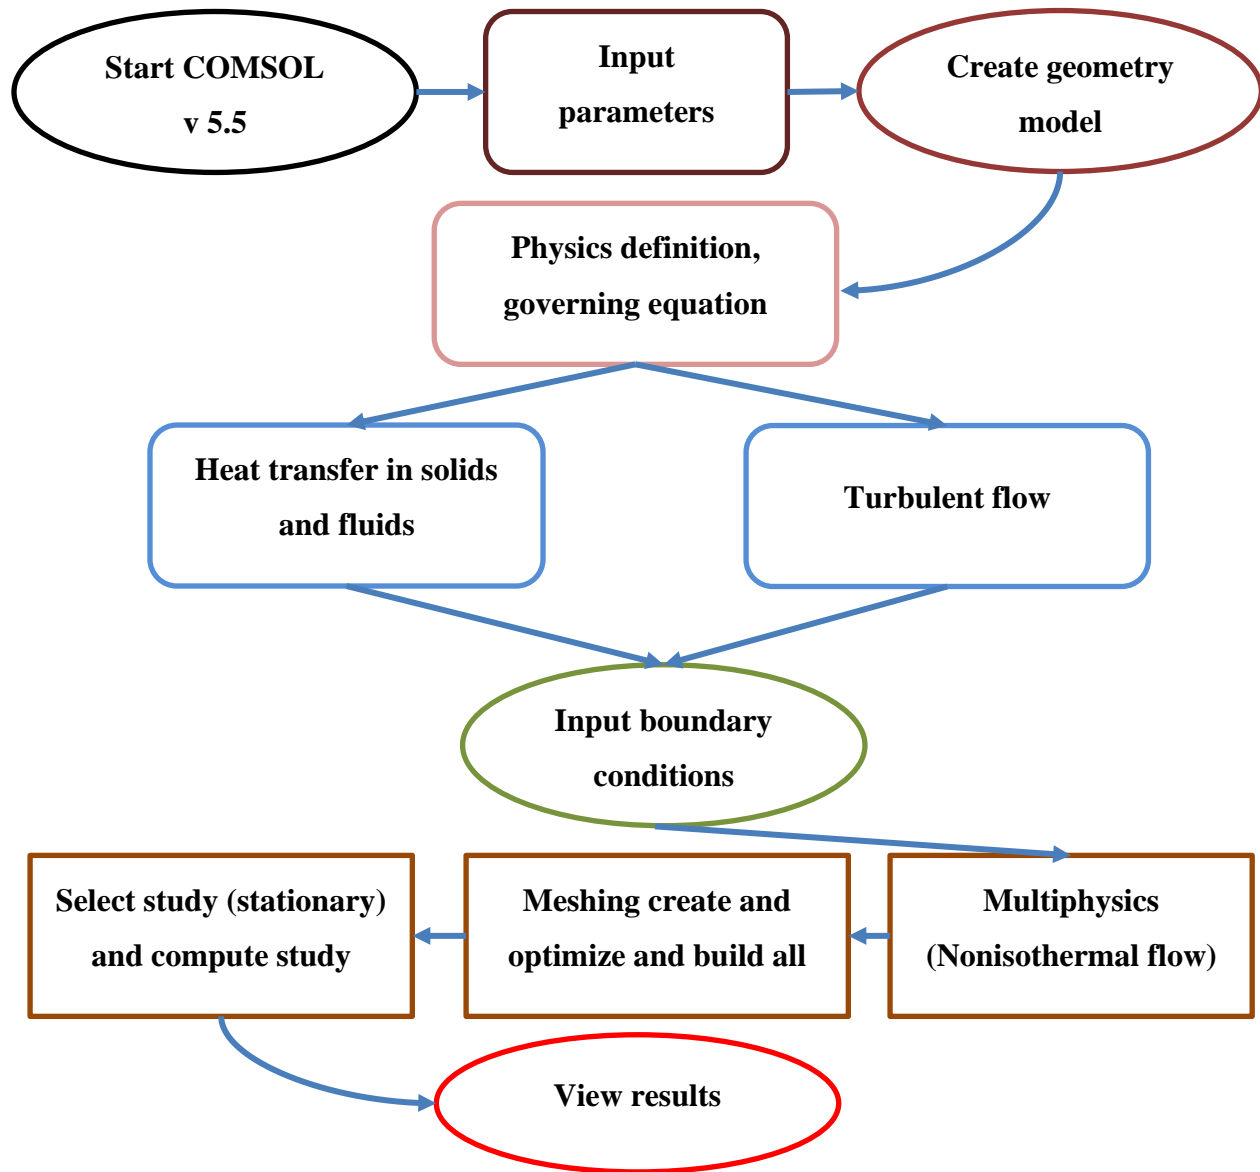 Start COMSOL
v 5.5
Input
parameters
Create geometry
model
Physics definition,
governing equation
Heat transfer in solids
and fluids
Turbulent flow
Input boundary
conditions
Multiphysics
(Nonisothermal flow)
Meshing create and
optimize and build all
Select study (stationary)
and compute study
View results